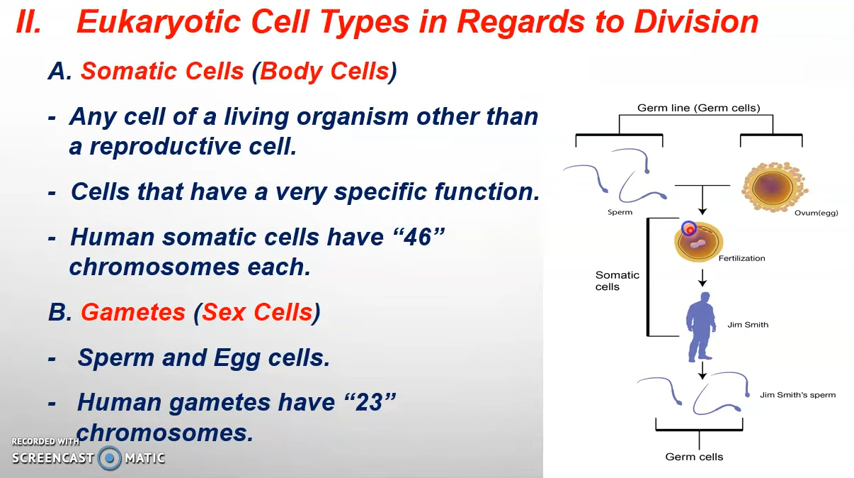 II. Eukaryotic Cell Types in Regards to Division
A. Somatic Cells (Body Cells)
- Any cell of a living organism other than
a reproductive cell.
- Cells that have a very specific function.
- Human somatic cells have “46”
chromosomes each.
B. Gametes (Sex Cells)
- Sperm and Egg cells.
- Human gametes have “23”
chromosomes.
Germ line (Germ cells)
Sperm
Ovum(egg)
Fertilization
Somatic
cells
Jim Smith
Jim Smith's sperm
Germ cells
RECORDED WITH
SCREENCAST MATIC